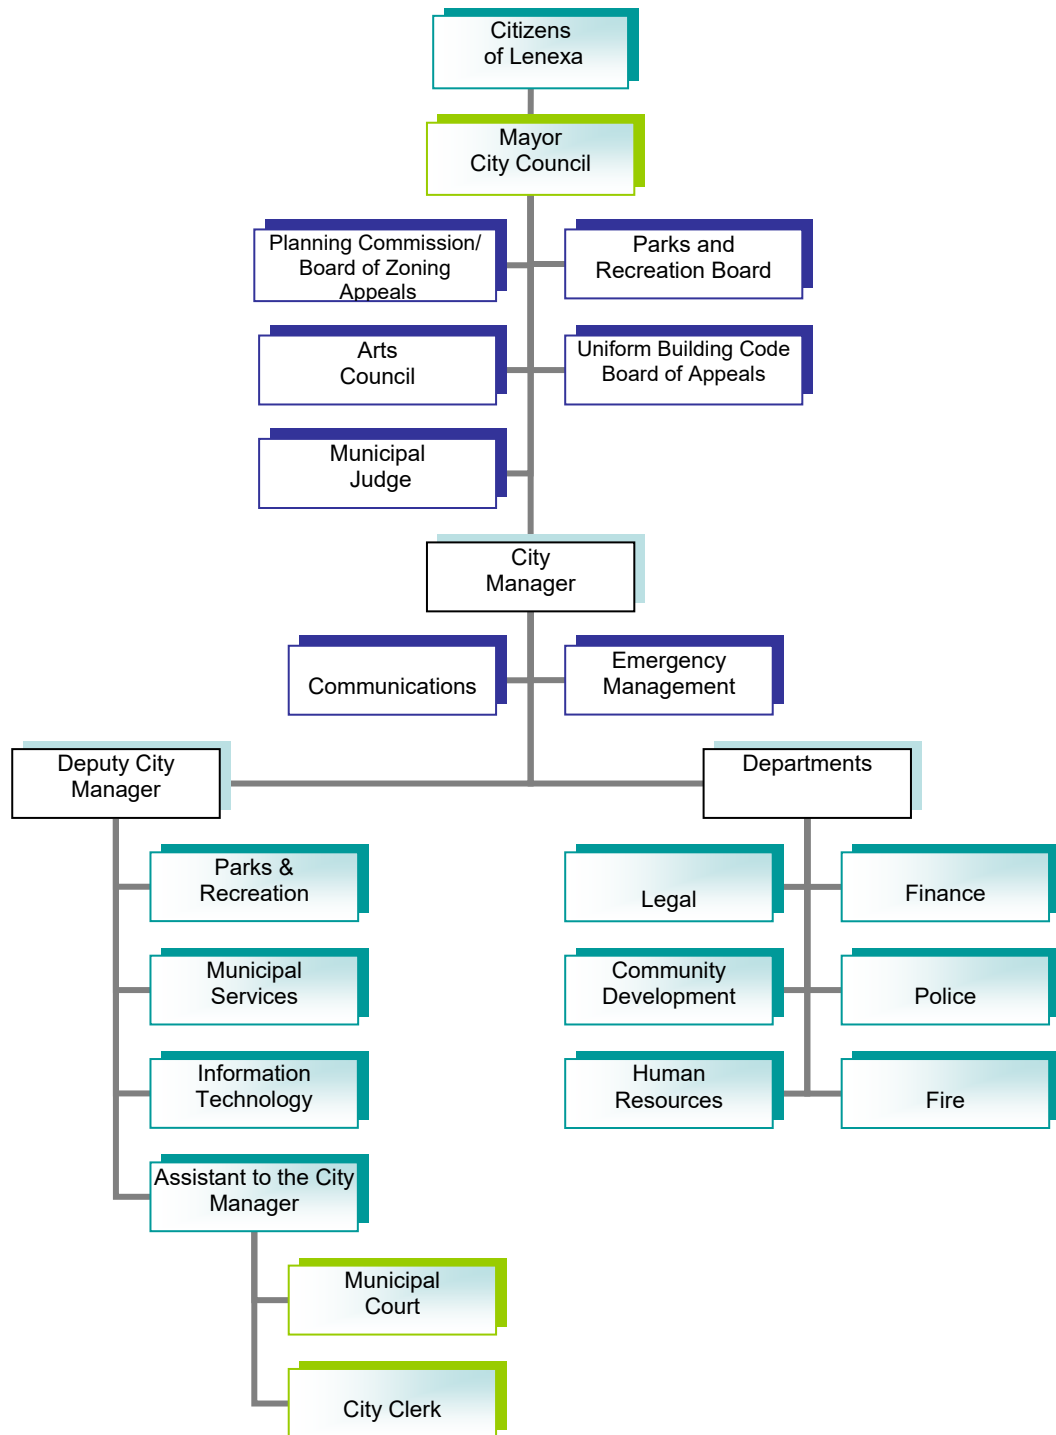 Citizens
of Lenexa
Mayor
City Council
Planning Commission/
Board of Zoning
Appeals
Parks and
Recreation Board
Arts
Council
Uniform Building Code
Board of Appeals
Municipal
Judge
City
Manager
Communications
Emergency
Management
Deputy City
Manager
Departments
Parks &
Recreation
Legal
Finance
Municipal
Services
Community
Development
Police
Information
Technology
Human
Resources
Fire
Assistant to the City
Manager
Municipal
Court
City Clerk